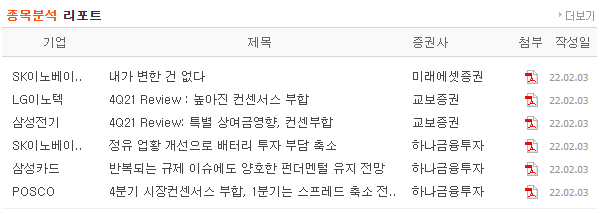 종목분석 리포트 더보기
기업 제목 증권사 첨부 작성일
SK이노베이.. 내가 변한 건 없다 미래에셋증권 22.02.03
LG이노텍 4Q21 Review : 높아진 컨센서스 부합 교보증권 22.02.03
삼성전기 4Q21 Review: 특별 상여금영향, 컨센부합 교보증권 22.02.03
SK이노베이.. 정유 업황 개선으로 배터리 투자 부담 축소 하나금융투자 22.02.03
삼성카드 반복되는 규제 이슈에도 양호한 펀더멘털 유지 전망 하나금융투자 22.02.03
POSCO 4분기 시장컨센서스 부합, 1분기는 스프레드 축소 전.. 하나금융투자 22.02.03